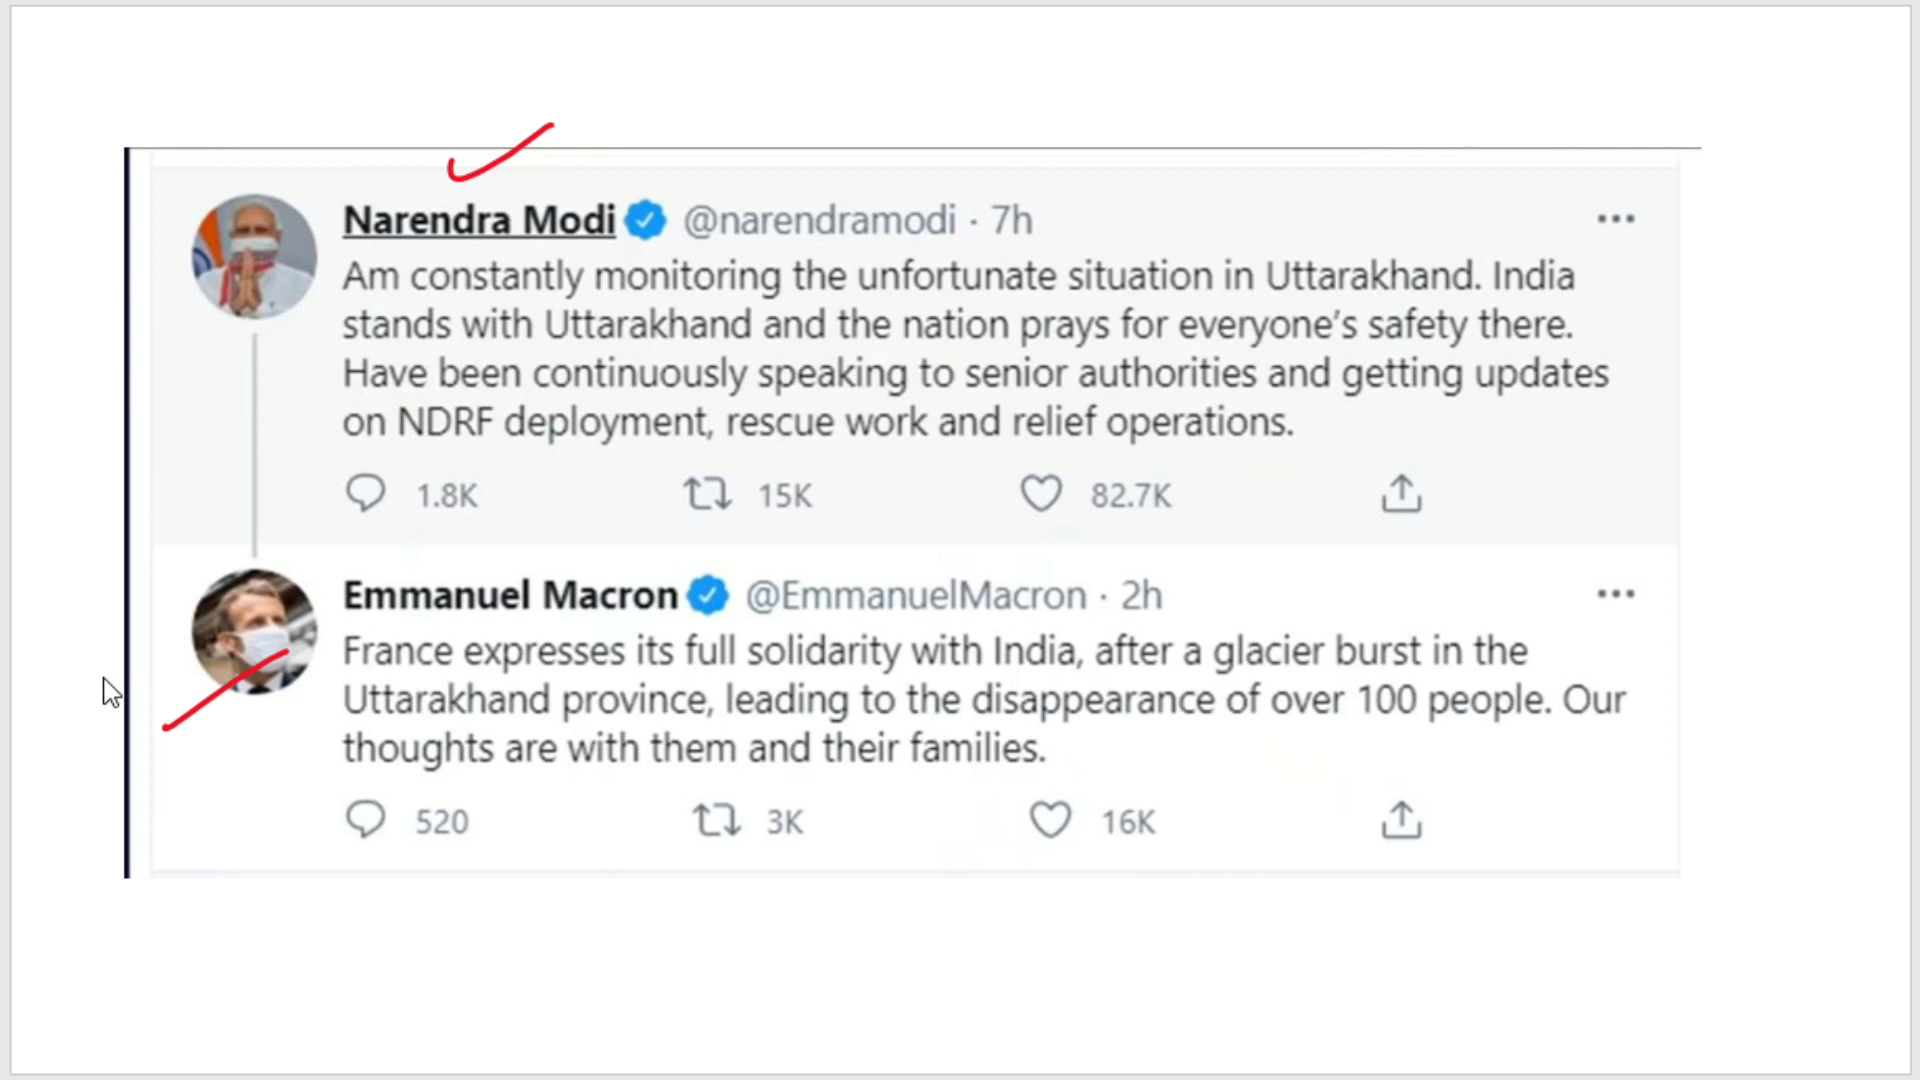 Narendra Modi @narendramodi · 7h
Am constantly monitoring the unfortunate situation in Uttarakhand. India
stands with Uttarakhand and the nation prays for everyone’s safety there.
Have been continuously speaking to senior authorities and getting updates
on NDRF deployment, rescue work and relief operations.
1.8K 15K 82.7K
Emmanuel Macron @EmmanuelMacron · 2h
France expresses its full solidarity with India, after a glacier burst in the
Uttarakhand province, leading to the disappearance of over 100 people. Our
thoughts are with them and their families.
520 3K 16K